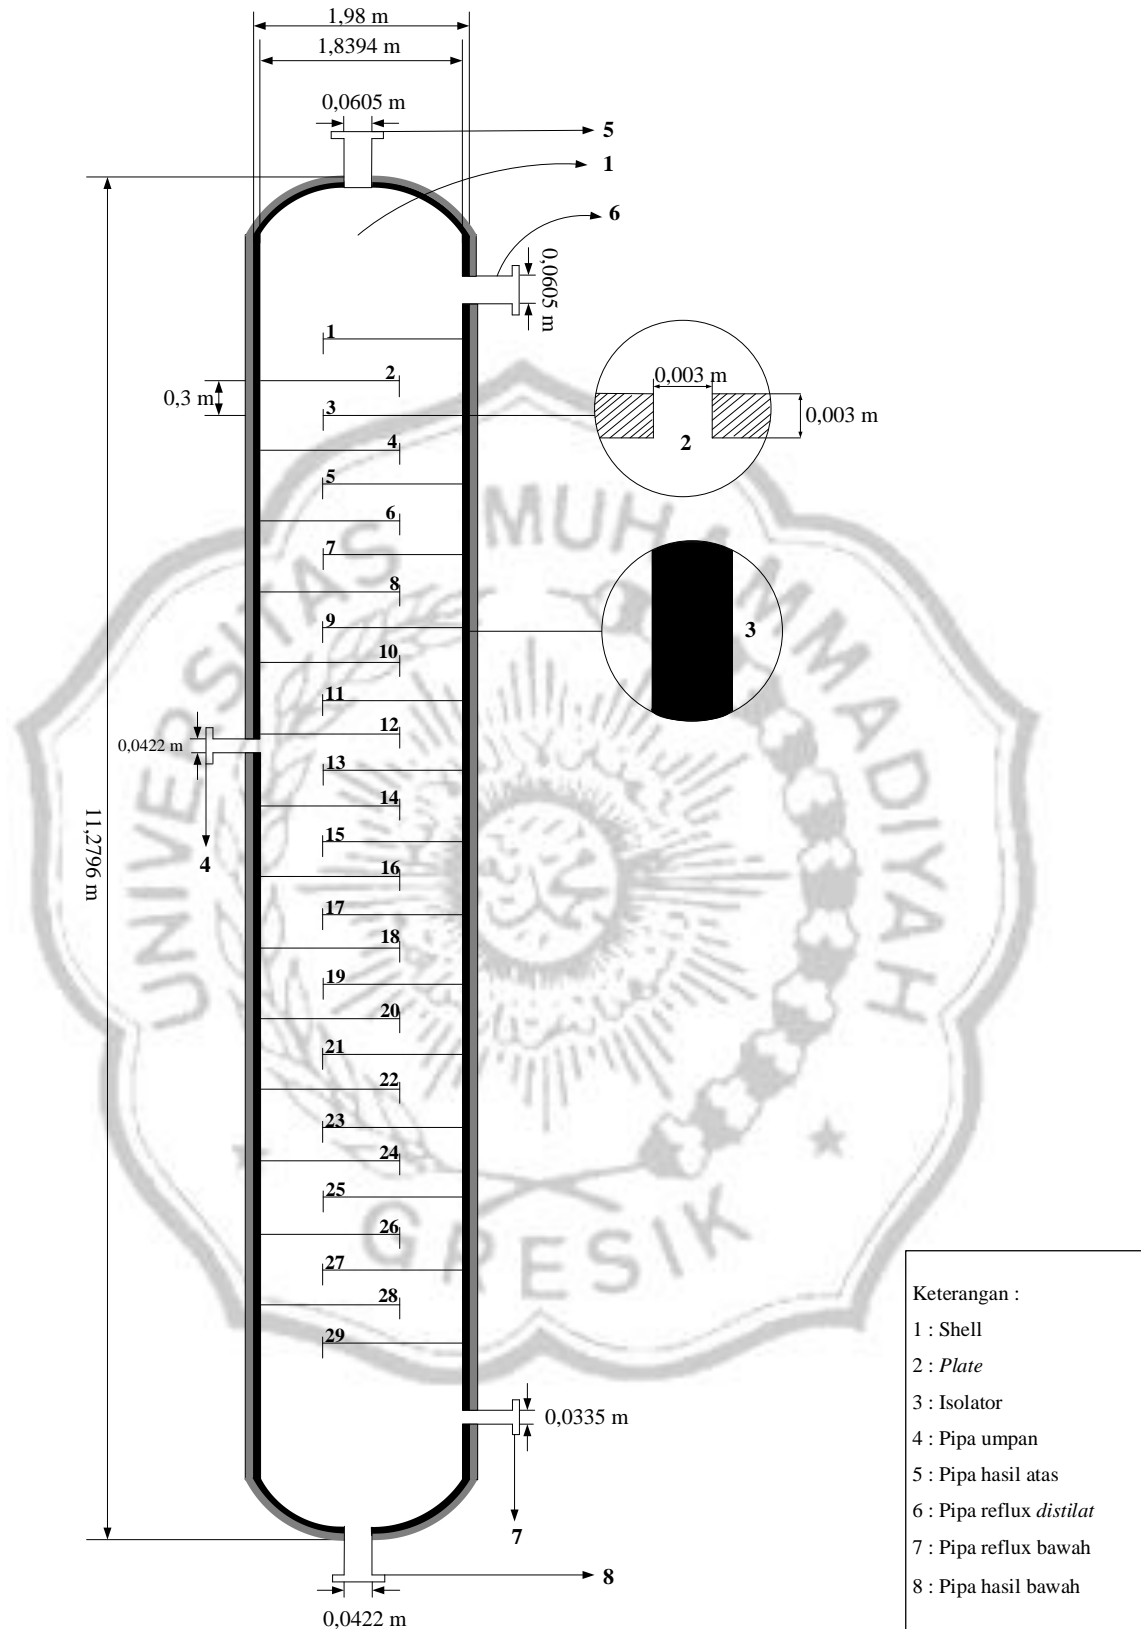 1,98 m
1,8394 m
0,0605 m
5
1
6
0,0605 m
1
2
0,3 m
3
0,003 m
0,003 m
2
4
5
6
7
8
9
3
10
11
12
0,0422 m
13
14
11,2796 m
15
4
16
17
18
19
20
21
22
23
24
25
26
27
28
29
0,0335 m
7
8
0,0422 m
UNIVERSITAS MUHAMMADIYAH
GRESIK
Keterangan :
1 : Shell
2 : Plate
3 : Isolator
4 : Pipa umpan
5 : Pipa hasil atas
6 : Pipa reflux distilat
7 : Pipa reflux bawah
8 : Pipa hasil bawah